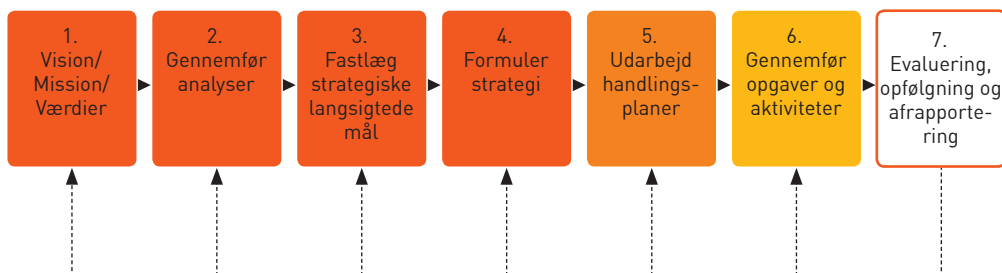 1.
Vision/
Mission/
Værdier
2.
Gennemfør
analyser
3.
Fastlæg
strategiske
langsigtede
mål
4.
Formuler
strategi
5.
Udarbejd
handlings-
planer
6.
Gennemfør
opgaver og
aktiviteter
7.
Evaluering,
opfølgning og
afrapporte-
ring